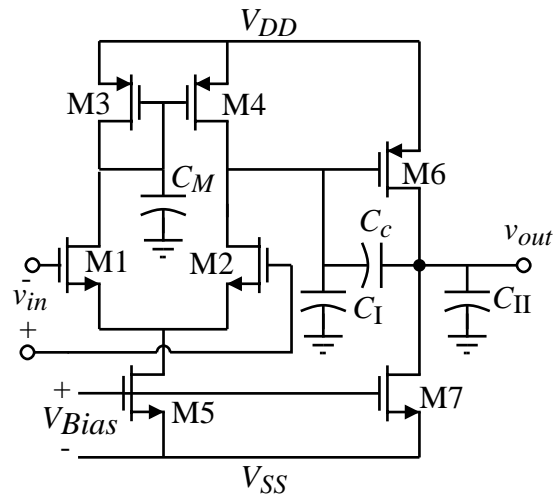 V_DD
M3
M4
C_M
M6
C_c
v_out
-
v_in
+
M1
M2
C_I
C_II
+
V_Bias
-
M5
M7
V_SS